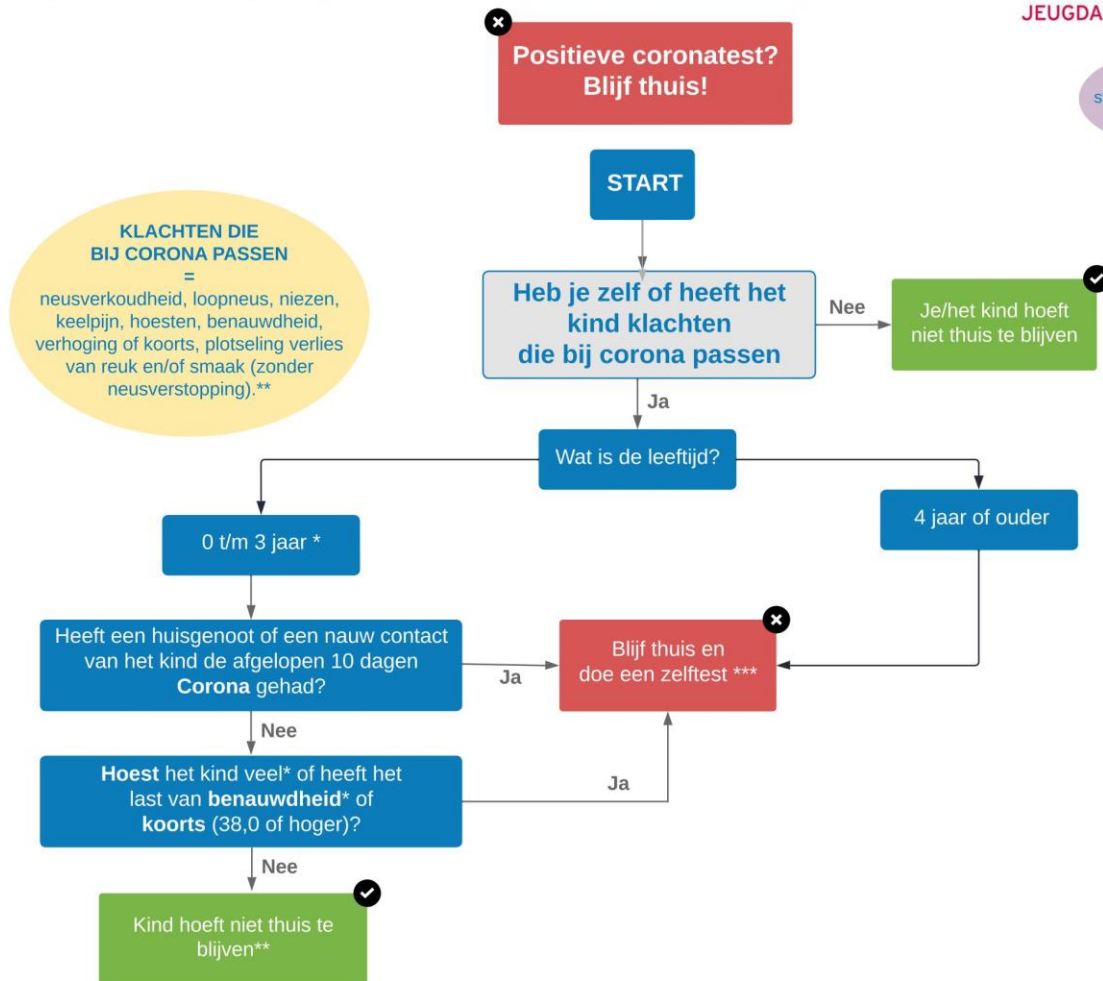 JEUGDA
Positieve coronatest?
Blijf thuis!
START
KLACHTEN DIE
BIJ CORONA PASSEN
=
neusverkoudheid, loopneus, niezen,
keelpijn, hoesten, benauwdheid,
verhoging of koorts, plotseling verlies
van reuk en/of smaak (zonder
neusverstopping).**
Heb je zelf of heeft het
kind klachten
die bij corona passen
Nee
Je/het kind hoeft
niet thuis te blijven
Ja
Wat is de leeftijd?
0 t/m 3 jaar *
4 jaar of ouder
Heeft een huisgenoot of een nauw contact
van het kind de afgelopen 10 dagen
Corona gehad?
Ja
Blijf thuis en
doe een zelftest ***
Nee
Hoest het kind veel* of heeft het
last van benauwdheid* of
koorts (38,0 of hoger)?
Ja
Nee
Kind hoeft niet thuis te
blijven**